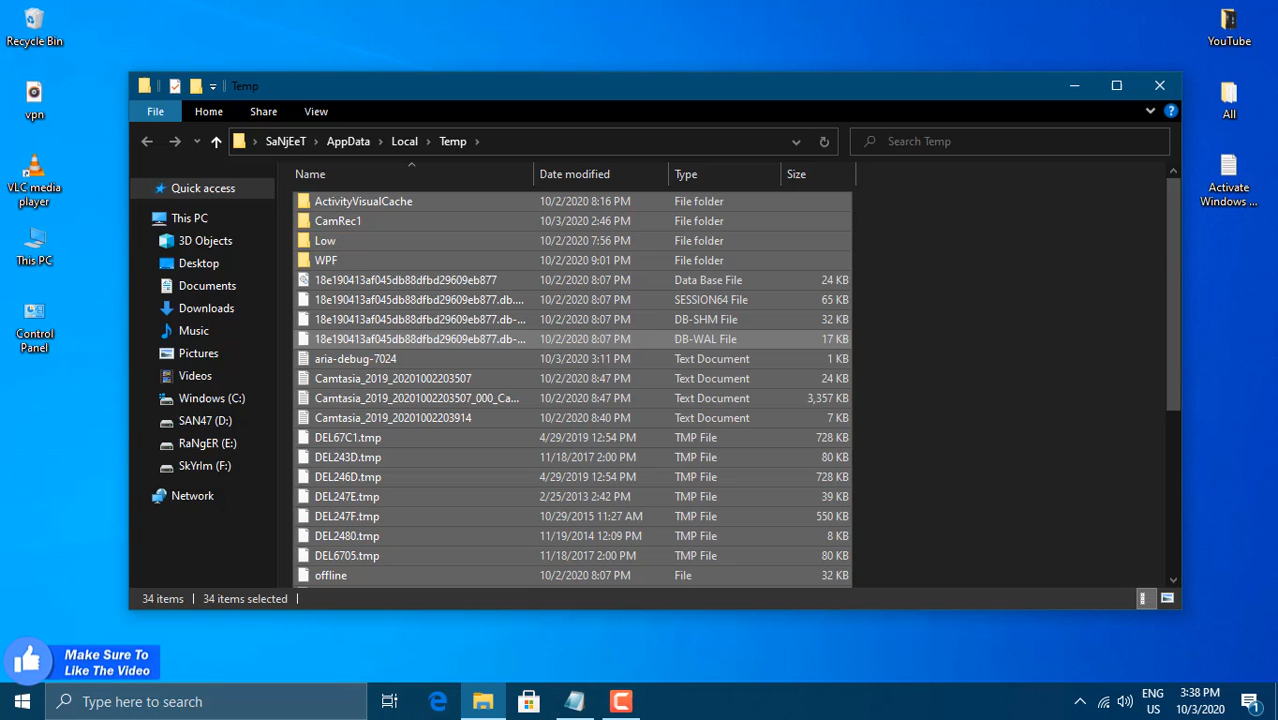 Recycle Bin
vpn
VLC media
player
This PC
Control
Panel
YouTube
All
Activate
Windows ...
Temp
File Home Share View
SaNjEeT > AppData > Local > Temp >
Search Temp
Name Date modified Type Size
Quick access
This PC
3D Objects
Desktop
Documents
Downloads
Music
Pictures
Videos
Windows (C:)
SAN47 (D:)
RaNgER (E:)
SkYrIm (F:)
Network
ActivityVisualCache 10/2/2020 8:16 PM File folder
CamRec1 10/3/2020 2:46 PM File folder
Low 10/2/2020 7:56 PM File folder
WPF 10/2/2020 9:01 PM File folder
18e190413af045db88dfbd29609eb877 10/2/2020 8:07 PM Data Base File 24 KB
18e190413af045db88dfbd29609eb877.db.... 10/2/2020 8:07 PM SESSION64 File 65 KB
18e190413af045db88dfbd29609eb877.db-... 10/2/2020 8:07 PM DB-SHM File 32 KB
18e190413af045db88dfbd29609eb877.db-... 10/2/2020 8:07 PM DB-WAL File 17 KB
aria-debug-7024 10/3/2020 3:11 PM Text Document 1 KB
Camtasia_2019_20201002203507 10/2/2020 8:47 PM Text Document 24 KB
Camtasia_2019_20201002203507_000_Ca... 10/2/2020 8:47 PM Text Document 3,357 KB
Camtasia_2019_20201002203914 10/2/2020 8:40 PM Text Document 7 KB
DEL67C1.tmp 4/29/2019 12:54 PM TMP File 728 KB
DEL243D.tmp 11/18/2017 2:00 PM TMP File 80 KB
DEL246D.tmp 4/29/2019 12:54 PM TMP File 728 KB
DEL247E.tmp 2/25/2013 2:42 PM TMP File 39 KB
DEL247F.tmp 10/29/2015 11:27 AM TMP File 550 KB
DEL2480.tmp 11/19/2014 12:09 PM TMP File 8 KB
DEL6705.tmp 11/18/2017 2:00 PM TMP File 80 KB
offline 10/2/2020 8:07 PM File 32 KB
34 items 34 items selected
Make Sure To
Like The Video
Type here to search
ENG
US
3:38 PM
10/3/2020
1